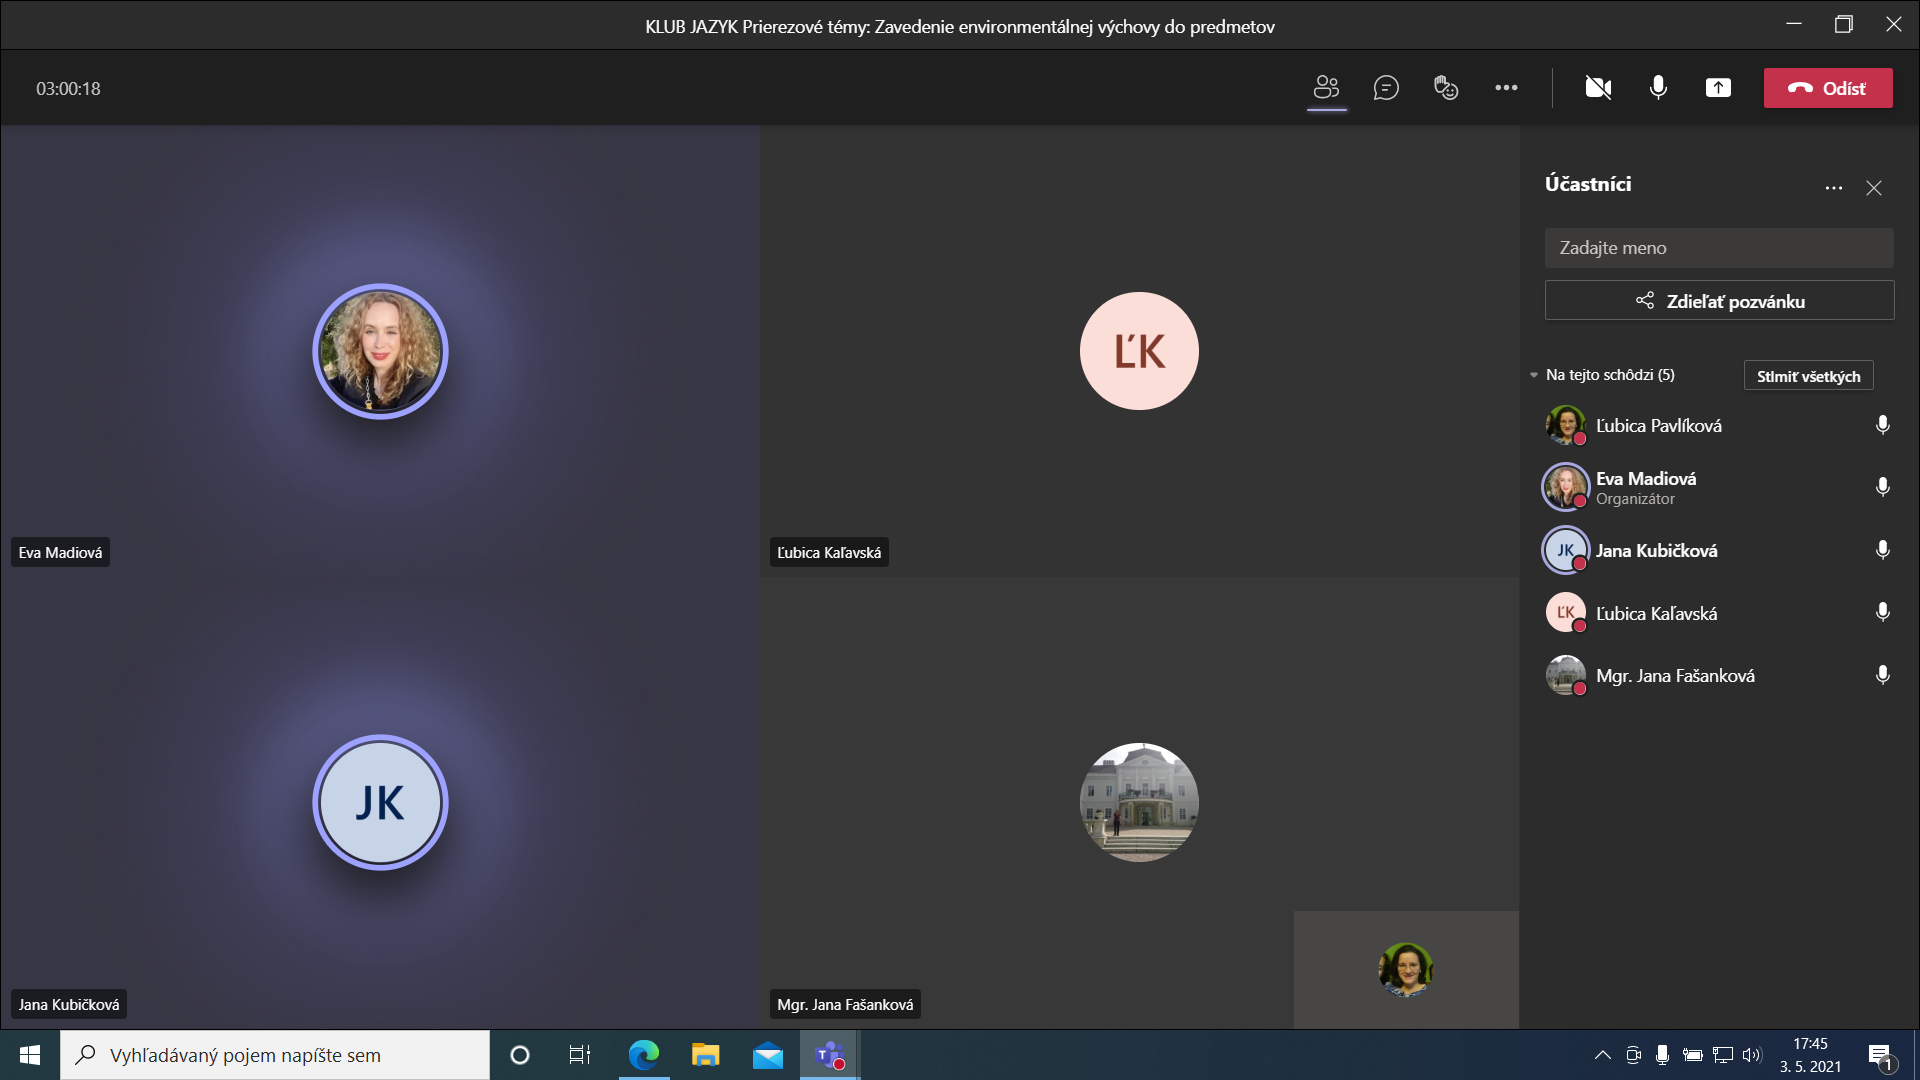 KLUB JAZYK Prierezové témy: Zavedenie environmentálnej výchovy do predmetov
03:00:18
Odísť
Eva Madiová
ĽK
Ľubica Kaľavská
JK
Jana Kubičková
Mgr. Jana Fašanková
Účastníci
Zadajte meno
Zdieľať pozvánku
Na tejto schôdzi (5)
Stlmiť všetkých
Ľubica Pavlíková
Eva Madiová
Organizátor
JK
Jana Kubičková
ĽK
Ľubica Kaľavská
Mgr. Jana Fašanková
Vyhľadávaný pojem napíšte sem
T
17:45
3. 5. 2021
1